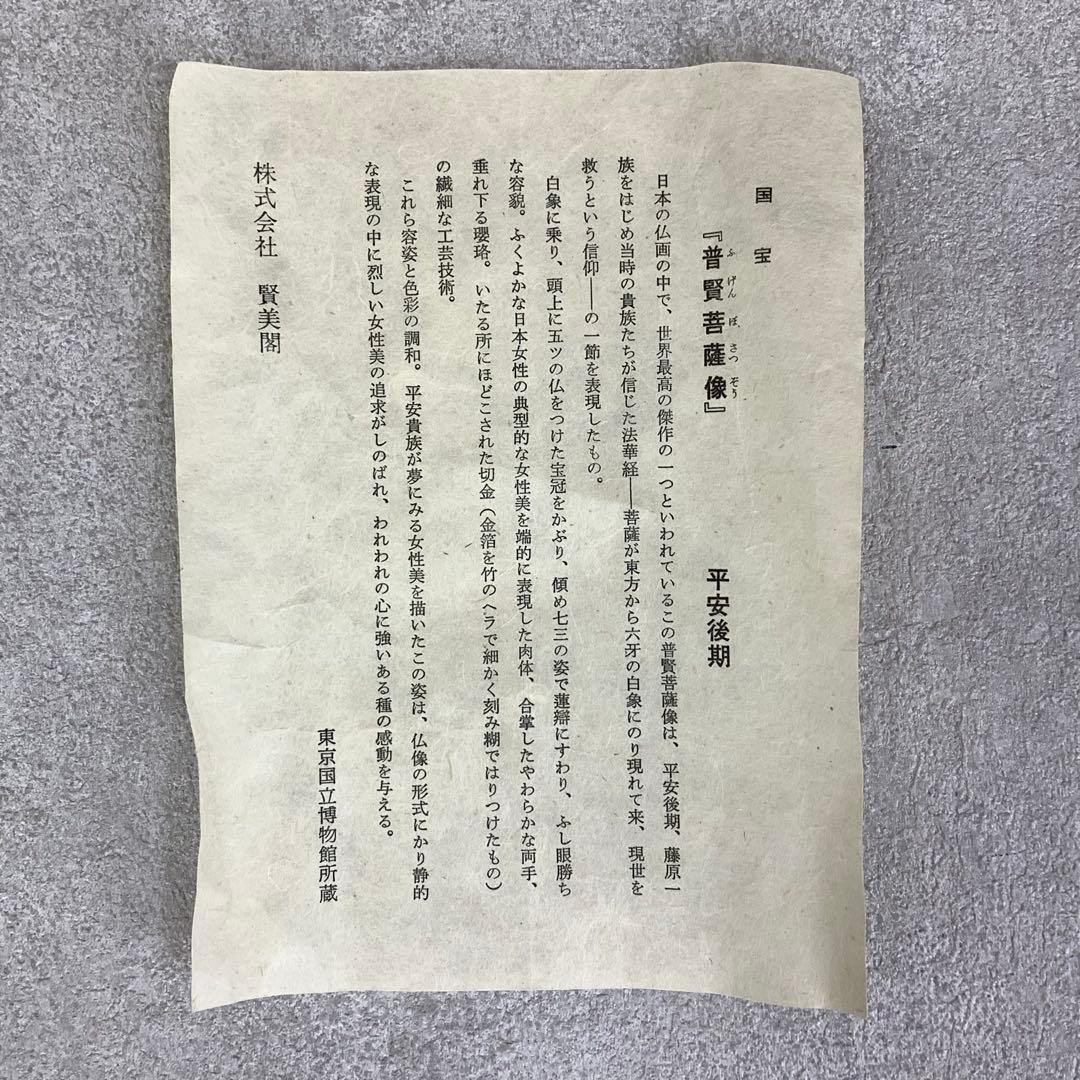 国宝
『普賢菩薩像』 平安後期
日本の仏画の中で、世界最高の傑作の一つといわれているこの普賢菩薩像は、平安後期、藤原一
族をはじめ当時の貴族たちが信じた法華経――菩薩が東方から六牙の白象にのり現れて来、現世を
救うという信仰――の一節を表現したもの。
白象に乗り、頭上に五ツの仏をつけた宝冠をかぶり、傾め七三の姿で蓮辯にすわり、ふし眼勝ち
な容貌。ふくよかな日本女性の典型的な女性美を端的に表現した肉体、合掌したやわらかな両手、
垂れ下る瓔珞。いたる所にほどこされた切金(金箔を竹のヘラで細かく刻み糊ではりつけたもの)
の繊細な工芸技術。
これら容姿と色彩の調和。平安貴族が夢にみる女性美を描いたこの姿は、仏像の形式にかり静的
な表現の中に烈しい女性美の追求がしのばれ、われわれの心に強いある種の感動を与える。
東京国立博物館所蔵
株式会社 賢美閣